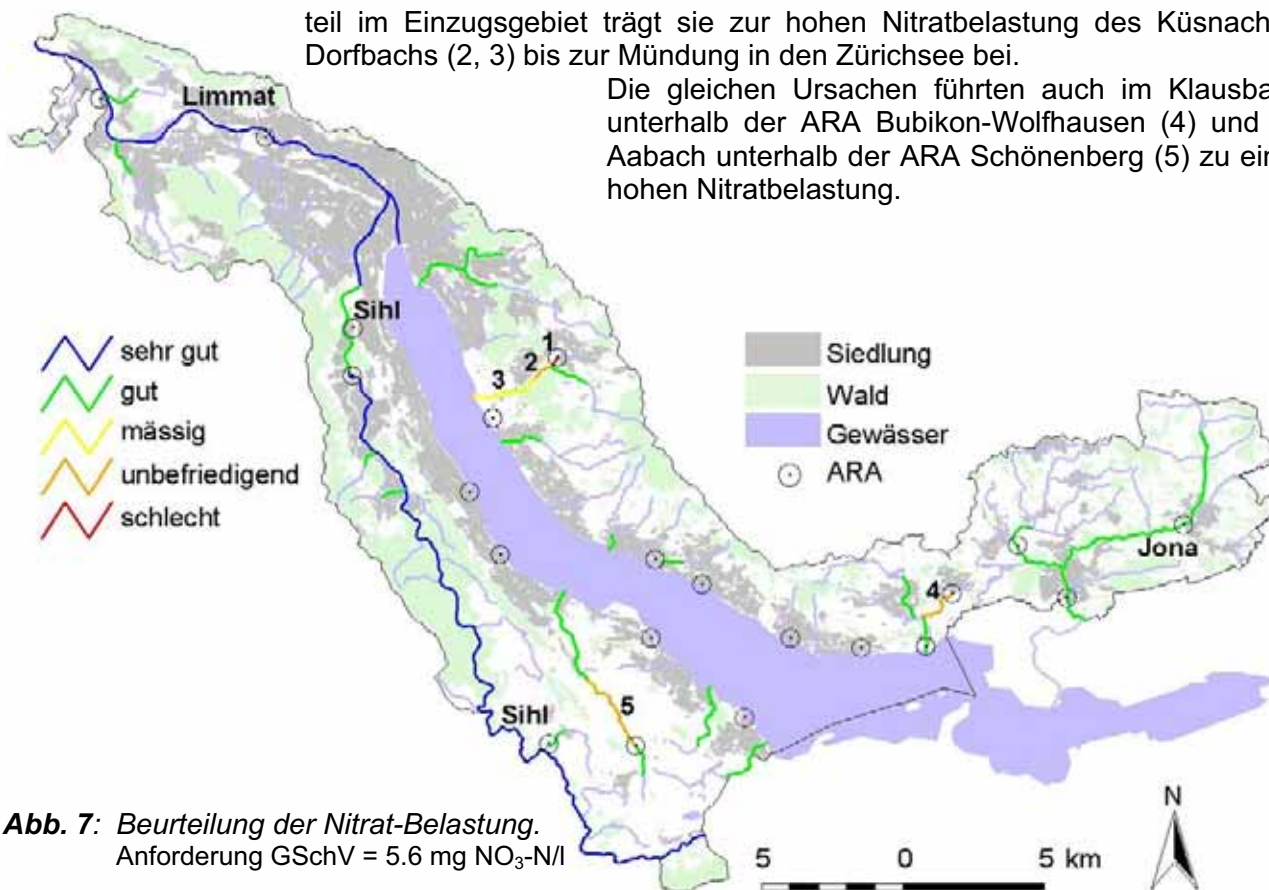 teil im Einzugsgebiet trägt sie zur hohen Nitratbelastung des Küsnach
Dorfbachs (2, 3) bis zur Mündung in den Zürichsee bei.
Die gleichen Ursachen führten auch im Klausba
unterhalb der ARA Bubikon-Wolfhausen (4) und
Aabach unterhalb der ARA Schönenberg (5) zu ein
hohen Nitratbelastung.
Limmat
Sihl
1
2
3
sehr gut
gut
mässig
unbefriedigend
schlecht
Siedlung
Wald
Gewässer
ARA
Jona
4
5
Sihl
Abb. 7: Beurteilung der Nitrat-Belastung.
Anforderung GSchV = 5.6 mg NO₃-N/l
N
5 0 5 km